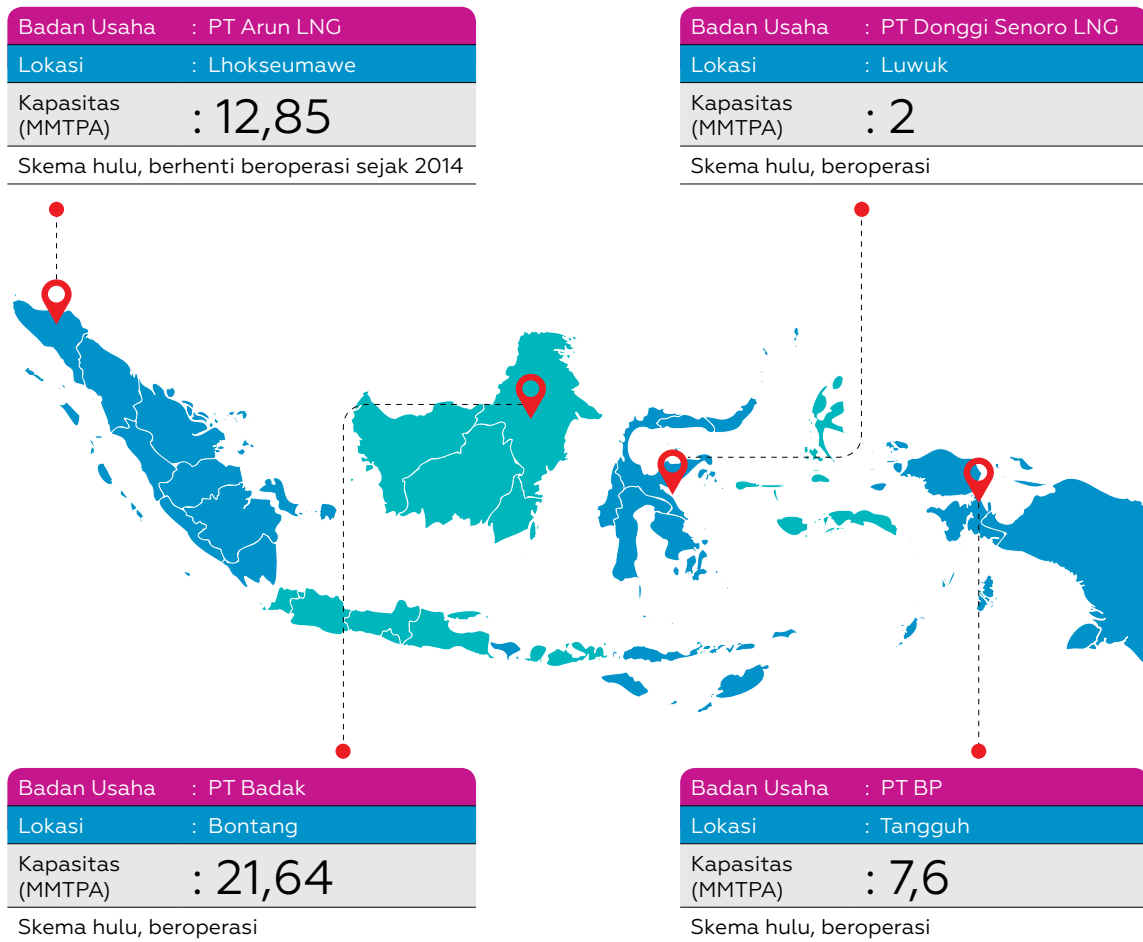 Badan Usaha : PT Arun LNG
Lokasi : Lhokseumawe
Kapasitas (MMTPA) : 12,85
Skema hulu, berhenti beroperasi sejak 2014
Badan Usaha : PT Donggi Senoro LNG
Lokasi : Luwuk
Kapasitas (MMTPA) : 2
Skema hulu, beroperasi
Badan Usaha : PT Badak
Lokasi : Bontang
Kapasitas (MMTPA) : 21,64
Skema hulu, beroperasi
Badan Usaha : PT BP
Lokasi : Tangguh
Kapasitas (MMTPA) : 7,6
Skema hulu, beroperasi